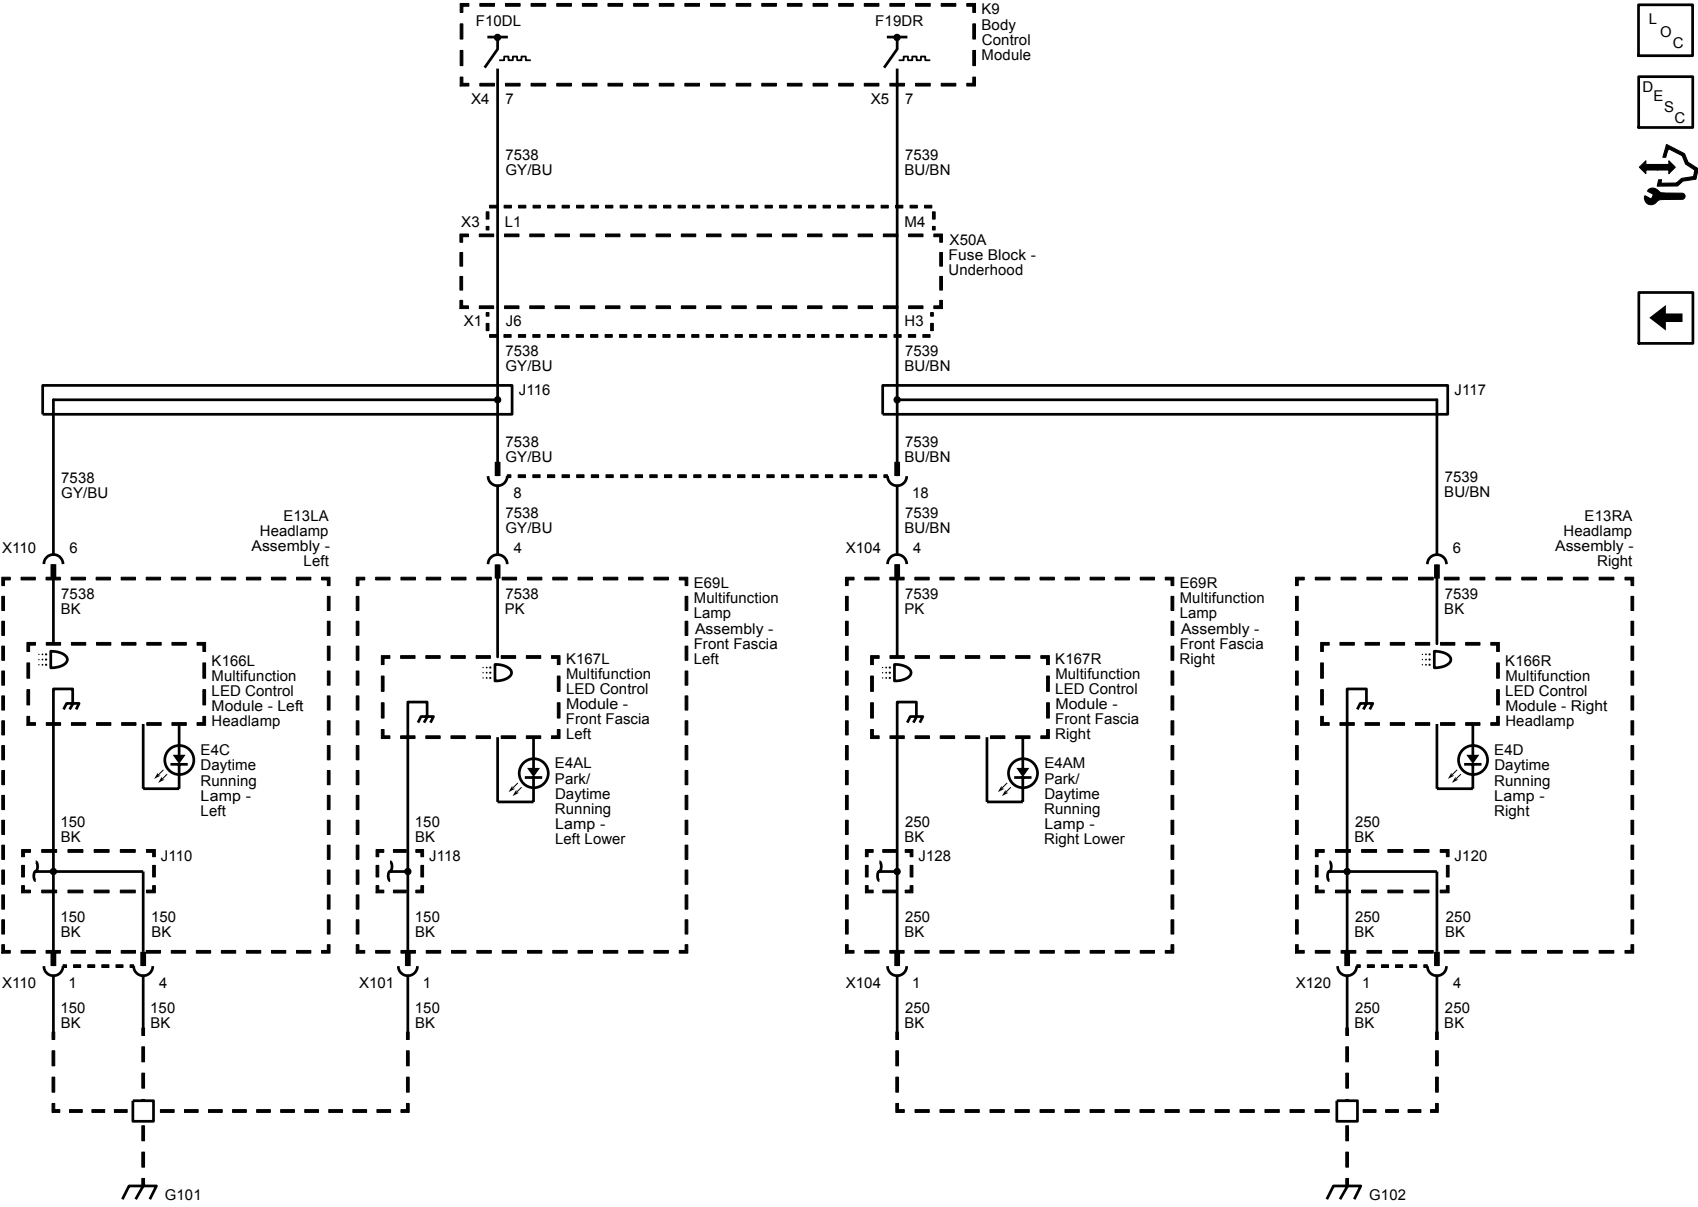 F10DL
F19DR
K9
Body
Control
Module
L
O
C
D
E
S
C
X4 7
X5 7
7538
GY/BU
7539
BU/BN
X3 L1
M4
X50A
Fuse Block -
Underhood
X1 J6
H3
7538
GY/BU
7539
BU/BN
J116
J117
7538
GY/BU
7539
BU/BN
7538
GY/BU
7539
BU/BN
8
18
7538
GY/BU
7539
BU/BN
E13LA
Headlamp
Assembly -
Left
E13RA
Headlamp
Assembly -
Right
X110 6
4
X104 4
6
7538
BK
7538
PK
E69L
Multifunction
Lamp
Assembly -
Front Fascia
Left
7539
PK
E69R
Multifunction
Lamp
Assembly -
Front Fascia
Right
7539
BK
K166L
Multifunction
LED Control
Module - Left
Headlamp
K167L
Multifunction
LED Control
Module -
Front Fascia
Left
K167R
Multifunction
LED Control
Module -
Front Fascia
Right
K166R
Multifunction
LED Control
Module - Right
Headlamp
E4C
Daytime
Running
Lamp -
Left
E4AL
Park/
Daytime
Running
Lamp -
Left Lower
E4AM
Park/
Daytime
Running
Lamp -
Right Lower
E4D
Daytime
Running
Lamp -
Right
150
BK
150
BK
250
BK
250
BK
J110
J118
J128
J120
150
BK
150
BK
150
BK
250
BK
250
BK
250
BK
X110 1
4
X101 1
X104 1
X120 1
4
150
BK
150
BK
150
BK
250
BK
250
BK
250
BK
G101
G102